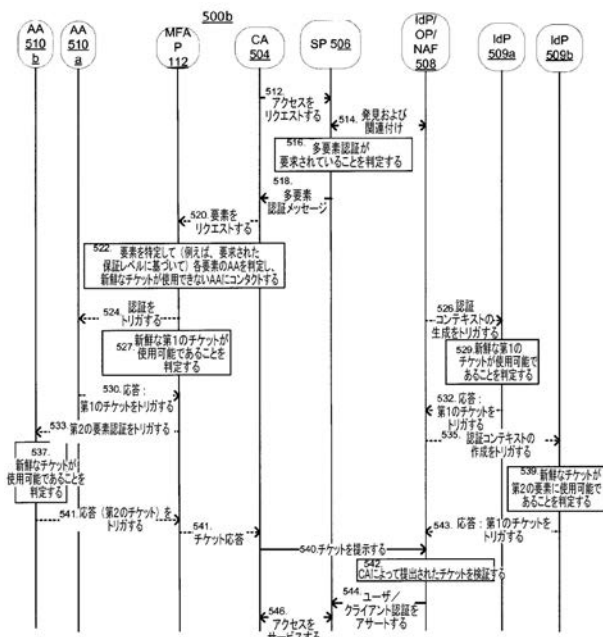 500b
AA
510
b
AA
510
a
MFA
P
112
CA
504
SP 506
IdP/
OP/
NAF
508
IdP
509a
IdP
509b
512.
アクセスを
リクエストする
514. 発見および
関連付け
516.
多要素認証が
要求されていることを判定する
518.
多要素
認証メッセージ
520. 要素を
リクエストする
522. 要素を特定して(例えば、要求された
保証レベルに基づいて)各要素のAAを判定し、
新鮮なチケットが使用できないAAにコンタクトする
524. 認証を
トリガする
526. 認証
コンテキストの
生成をトリガする
527. 新鮮な第1のチケットが
使用可能であることを
判定する
529. 新鮮な第1の
チケットが使用可能で
あることを判定する
530. 応答:
第1のチケットをトリガする
532. 応答:
第1のチケットを
トリガする
533. 第2の要素認証をトリガする
535. 認証コンテキストの
作成をトリガする
537.
新鮮なチケットが
使用可能であることを
判定する
539. 新鮮なチケットが
第2の要素に使用可能で
あることを判定する
541. 応答(第2のチケット)を
トリガする
541.
チケット応答
543. 応答:第1のチケットを
トリガする
540. チケットを提示する
542.
CAによって提出されたチケットを検証する
544. ユーザ/
クライアント認証を
アサートする
546.
アクセスを
サービスする